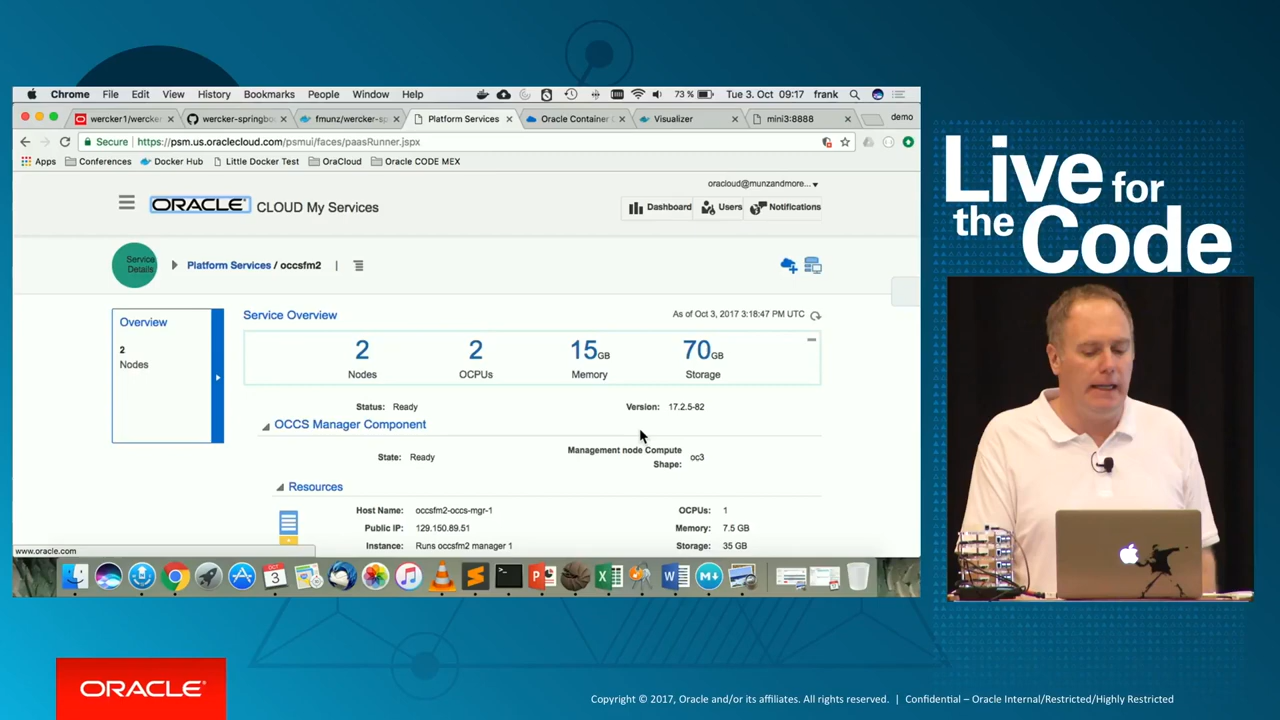 Chrome File Edit View History Bookmarks People Window Help 73 % Tue 3. Oct 09:17 frank
wercker1/wercker wercker-springbo fmunz/wercker-sp Platform Services Oracle Container C Visualizer mini3:8888 demo
Secure https://psm.us.oraclecloud.com/psmui/faces/paasRunner.jspx
Apps Conferences Docker Hub Little Docker Test OraCloud Oracle CODE MEX
oracloud@munzandmore...
ORACLE CLOUD My Services
Dashboard Users Notifications
Service Details
Platform Services / occsfm2
Overview
2
Nodes
Service Overview
As of Oct 3, 2017 3:18:47 PM UTC
2 2 15GB 70GB
Nodes OCPUs Memory Storage
Status: Ready Version: 17.2.5-82
OCCS Manager Component
State: Ready Management node Compute Shape: oc3
Resources
Host Name: occsfm2-occs-mgr-1 OCPUs: 1
Public IP: 129.150.89.51 Memory: 7.5 GB
Instance: Runs occsfm2 manager 1 Storage: 35 GB
www.oracle.com
OCT
3
Live for
the Code
ORACLE®
Copyright © 2017, Oracle and/or its affiliates. All rights reserved. | Confidential – Oracle Internal/Restricted/Highly Restricted